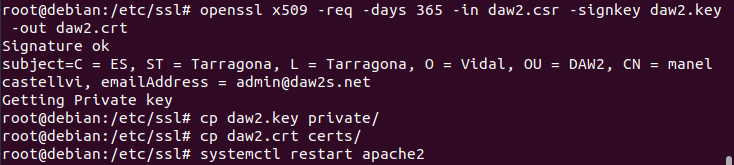 root@debian:/etc/ssl# openssl x509 -req -days 365 -in daw2.csr -signkey daw2.key
-out daw2.crt
Signature ok
subject=C = ES, ST = Tarragona, L = Tarragona, O = Vidal, OU = DAW2, CN = manel
castellvi, emailAddress = admin@daw2s.net
Getting Private key
root@debian:/etc/ssl# cp daw2.key private/
root@debian:/etc/ssl# cp daw2.crt certs/
root@debian:/etc/ssl# systemctl restart apache2